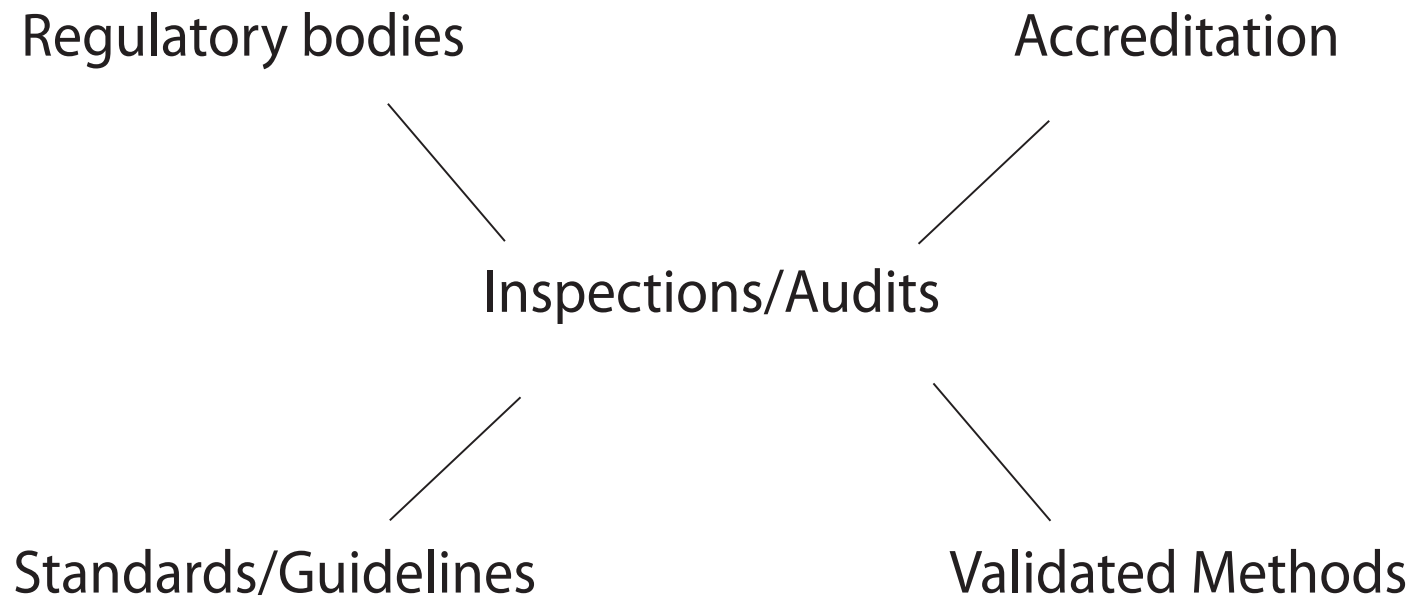 Regulatory bodies
Accreditation
Inspections/Audits
Standards/Guidelines
Validated Methods